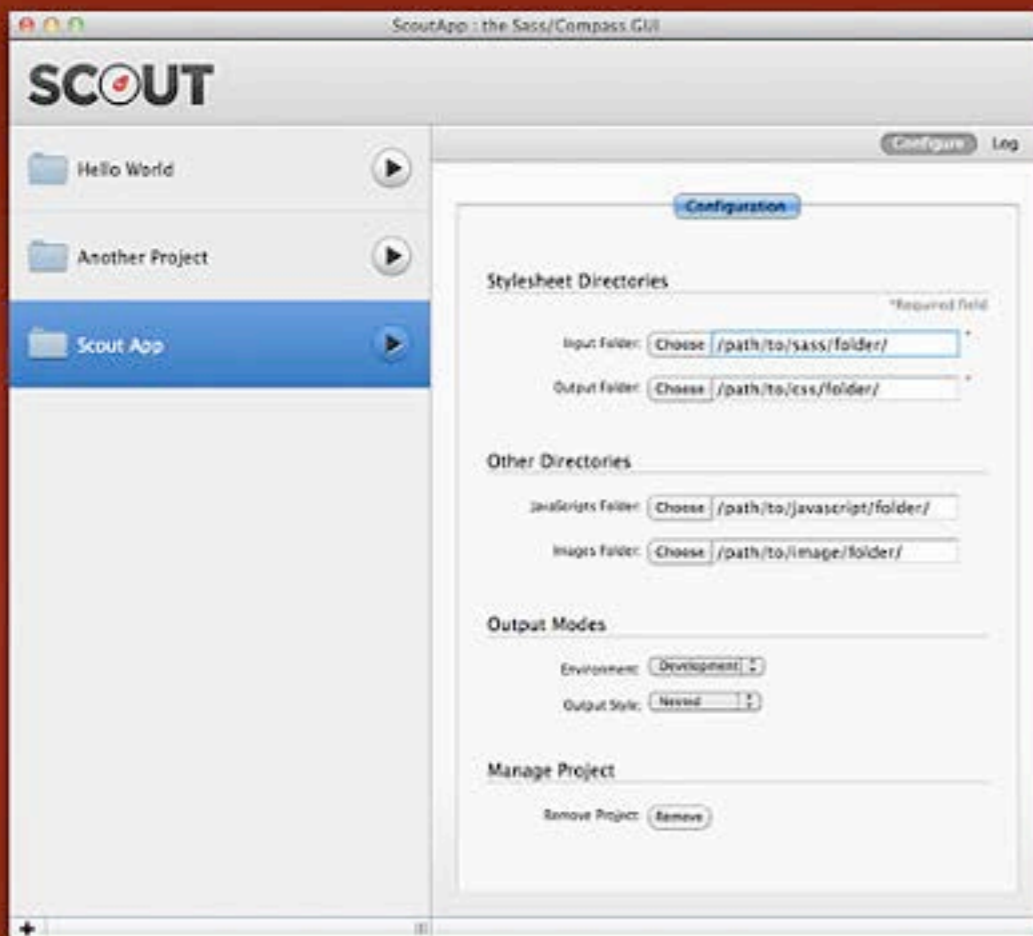 ScoutApp : the Sass/Compass GUI
SCOUT
Hello World
Another Project
Scout App
Configure Log
Configuration
Stylesheet Directories
*Required field
Input Folder: Choose /path/to/sass/folder/ *
Output Folder: Choose /path/to/css/folder/ *
Other Directories
JavaScripts Folder: Choose /path/to/javascript/folder/
Images Folder: Choose /path/to/image/folder/
Output Modes
Environment: Development
Output Style: Nested
Manage Project
Remove Project: Remove